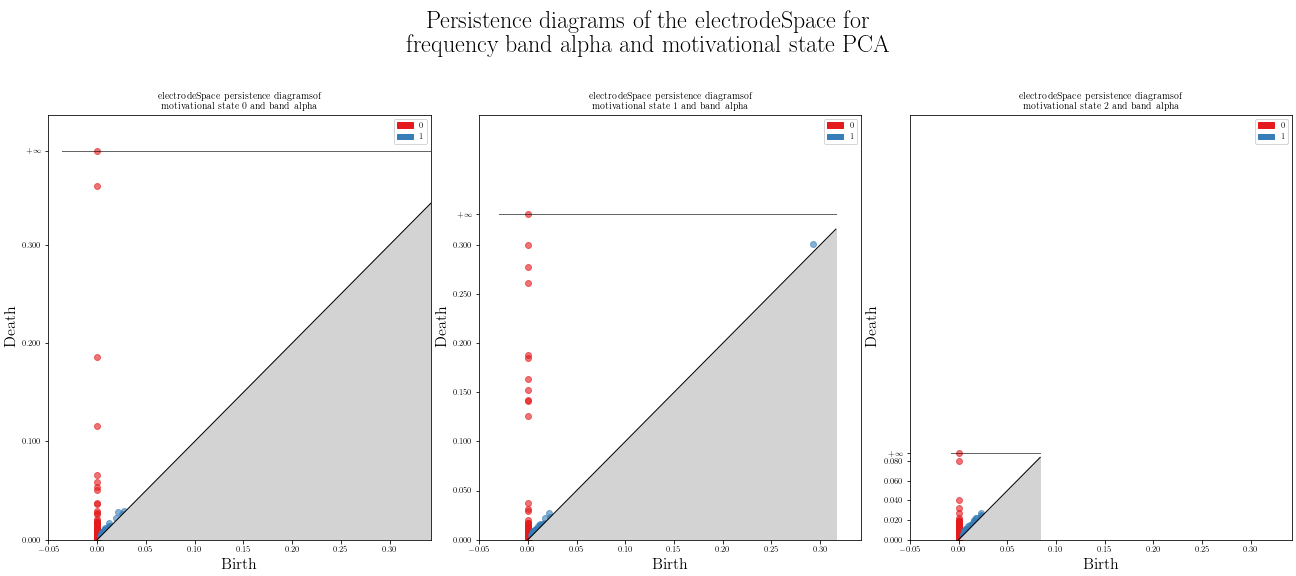 Persistence diagrams of the electrodeSpace for
frequency band alpha and motivational state PCA
electrodeSpace persistence diagramsof
motivational state 0 and band alpha
0
1
+∞
0.300
0.200
0.100
0.000
Death
−0.05 0.00 0.05 0.10 0.15 0.20 0.25 0.30
Birth
electrodeSpace persistence diagramsof
motivational state 1 and band alpha
0
1
+∞
0.300
0.250
0.200
0.150
0.100
0.050
0.000
Death
−0.05 0.00 0.05 0.10 0.15 0.20 0.25 0.30
Birth
electrodeSpace persistence diagramsof
motivational state 2 and band alpha
0
1
+∞
0.080
0.060
0.040
0.020
0.000
Death
−0.05 0.00 0.05 0.10 0.15 0.20 0.25 0.30
Birth